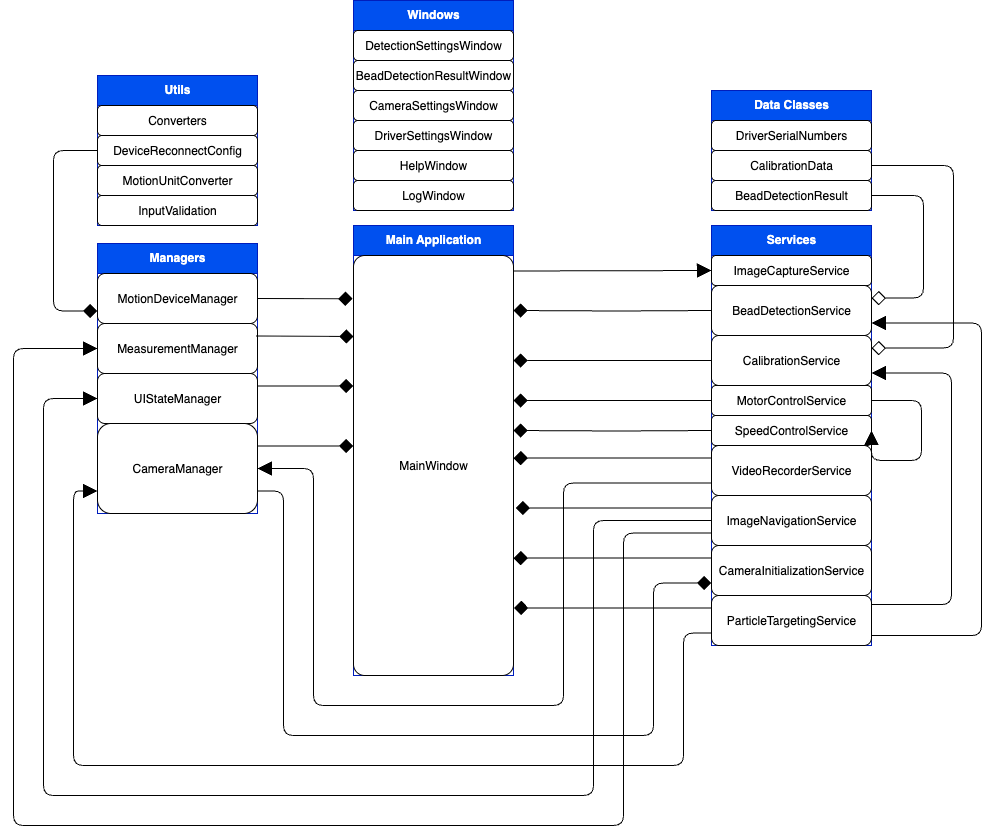 Windows
DetectionSettingsWindow
BeadDetectionResultWindow
CameraSettingsWindow
DriverSettingsWindow
HelpWindow
LogWindow
Utils
Converters
DeviceReconnectConfig
MotionUnitConverter
InputValidation
Data Classes
DriverSerialNumbers
CalibrationData
BeadDetectionResult
Managers
MotionDeviceManager
MeasurementManager
UIStateManager
CameraManager
Main Application
MainWindow
Services
ImageCaptureService
BeadDetectionService
CalibrationService
MotorControlService
SpeedControlService
VideoRecorderService
ImageNavigationService
CameraInitializationService
ParticleTargetingService